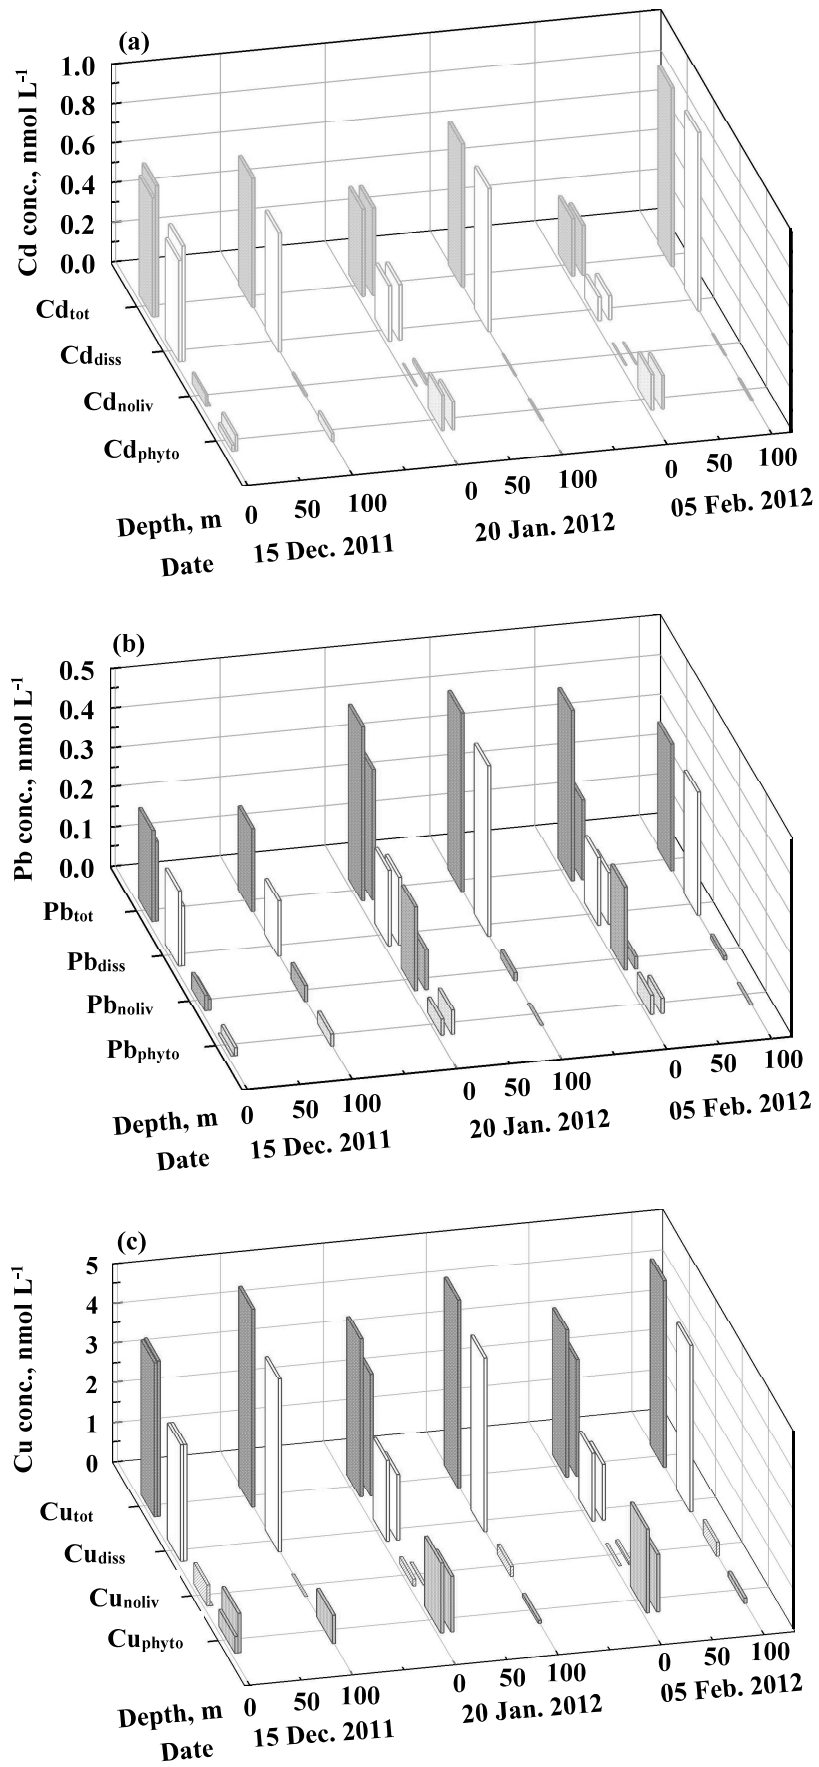 (a)
Cd conc., nmol L-1
1.0
0.8
0.6
0.4
0.2
0.0
Cdtot
Cddiss
Cdnoliv
Cdphyto
Depth, m 0 50 100 0 50 100 0 50 100
Date 15 Dec. 2011 20 Jan. 2012 05 Feb. 2012
(b)
Pb conc., nmol L-1
0.5
0.4
0.3
0.2
0.1
0.0
Pbtot
Pbdiss
Pbnoliv
Pbphyto
Depth, m 0 50 100 0 50 100 0 50 100
Date 15 Dec. 2011 20 Jan. 2012 05 Feb. 2012
(c)
Cu conc., nmol L-1
5
4
3
2
1
0
Cutot
Cudiss
Cunoliv
Cuphyto
Depth, m 0 50 100 0 50 100 0 50 100
Date 15 Dec. 2011 20 Jan. 2012 05 Feb. 2012